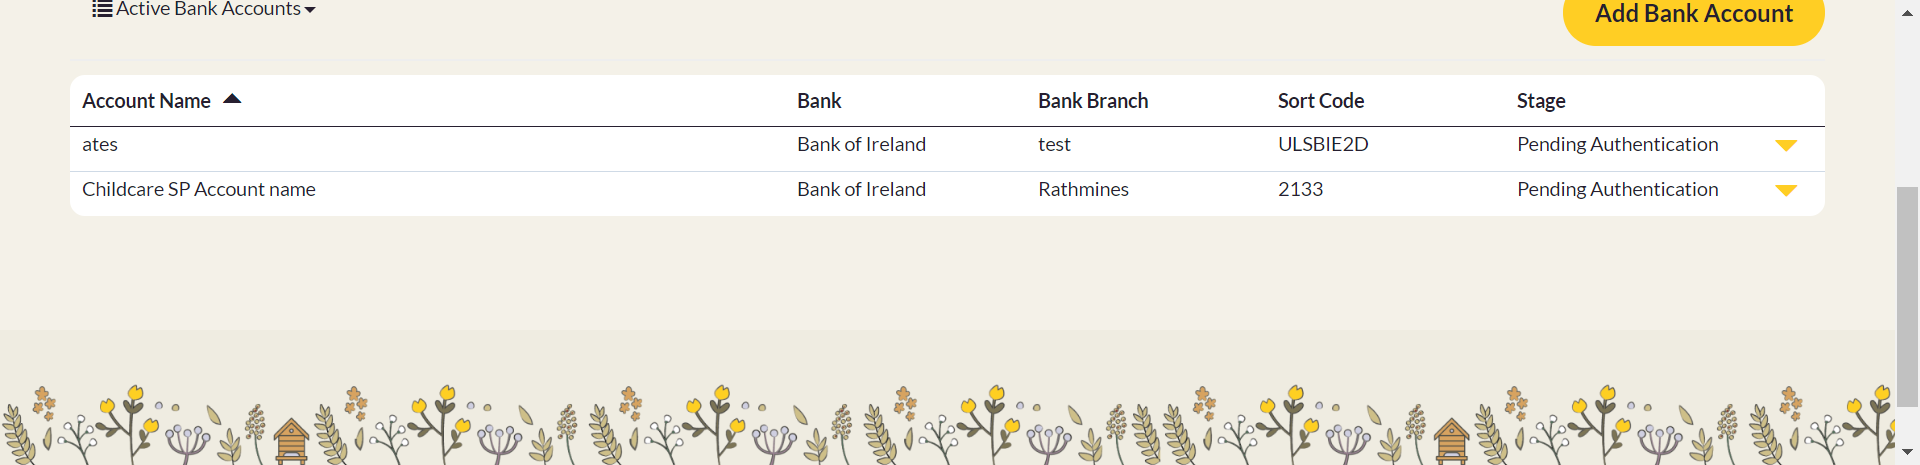 Active Bank Accounts
Add Bank Account
Account Name Bank Bank Branch Sort Code Stage
ates Bank of Ireland test ULSBIE2D Pending Authentication
Childcare SP Account name Bank of Ireland Rathmines 2133 Pending Authentication